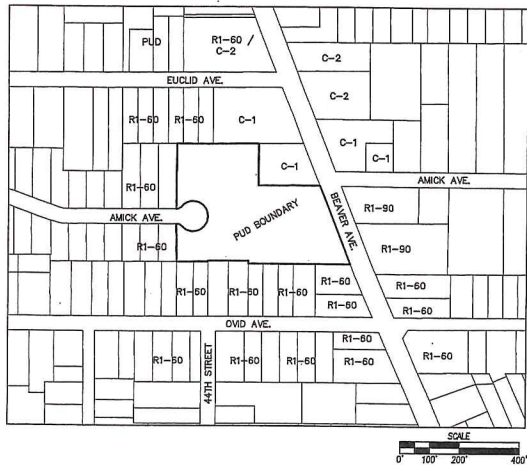 PUD
R1-60
C-2
C-2
EUCLID AVE.
C-2
R1-60
R1-60
C-1
C-1
C-1
C-1
R1-60
AMICK AVE.
AMICK AVE.
BEAVER AVE.
R1-90
PUD BOUNDARY
R1-60
R1-90
R1-60
R1-60
R1-60
R1-60
R1-60
R1-60
R1-60
OVID AVE.
R1-60
R1-60
R1-60
R1-60
R1-60
R1-60
44TH STREET
SCALE
0' 100' 200' 400'